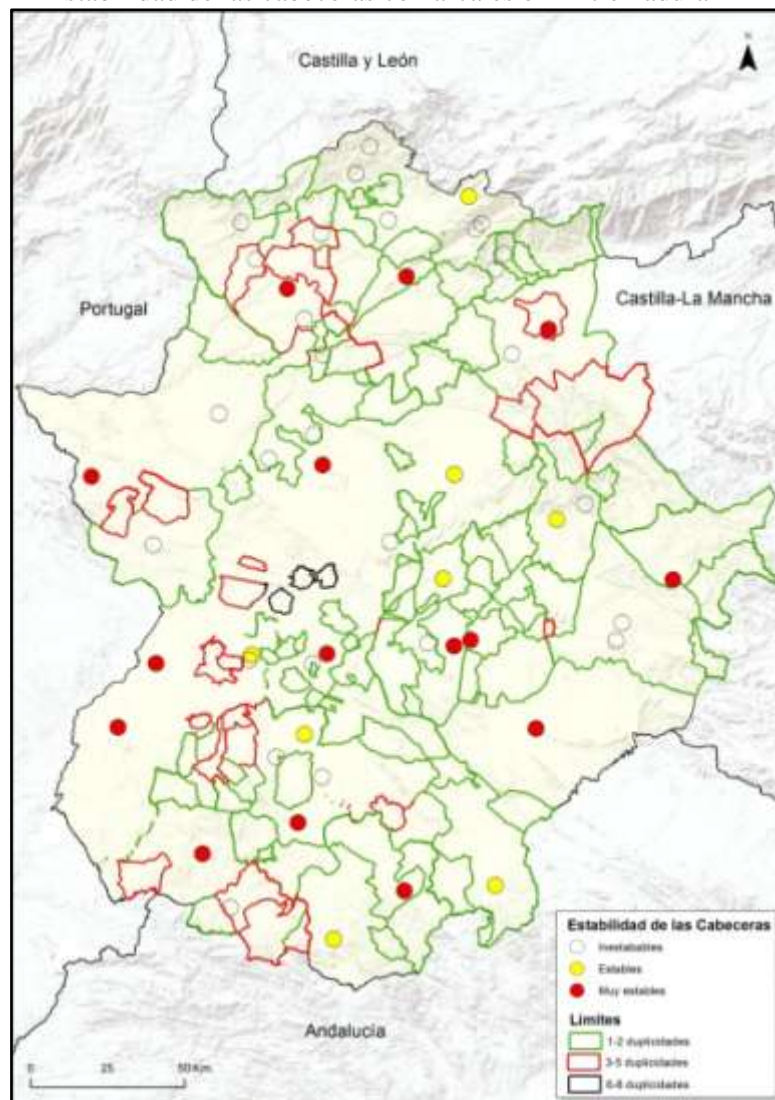 N
Castilla y León
Castilla-La Mancha
Portugal
Andalucía
Estabilidad de las Cabeceras
Inestabables
Estables
Muy estables
Límites
1-2 duplicidades
3-5 duplicidades
6-8 duplicidades
0 25 50 Km